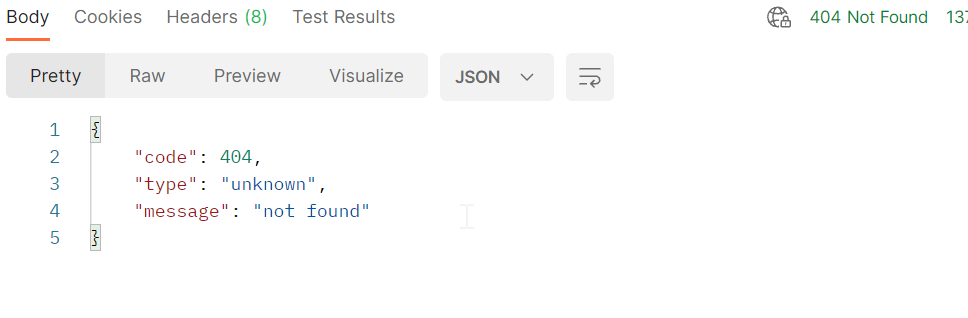 Body Cookies Headers (8) Test Results 404 Not Found 137
Pretty Raw Preview Visualize JSON
1 {
2 "code": 404,
3 "type": "unknown",
4 "message": "not found"
5 }